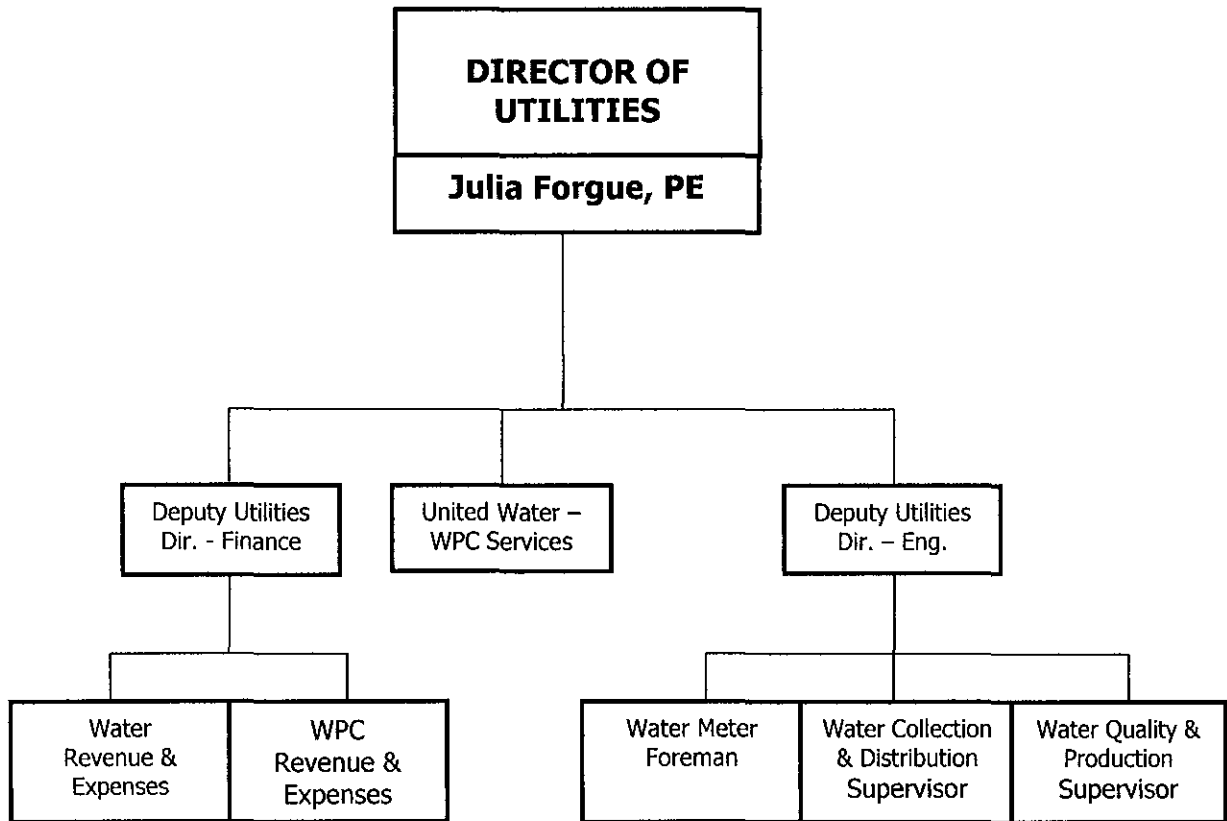 DIRECTOR OF
UTILITIES
Julia Forgue, PE
Deputy Utilities
Dir. - Finance
United Water –
WPC Services
Deputy Utilities
Dir. – Eng.
Water
Revenue &
Expenses
WPC
Revenue &
Expenses
Water Meter
Foreman
Water Collection
& Distribution
Supervisor
Water Quality &
Production
Supervisor